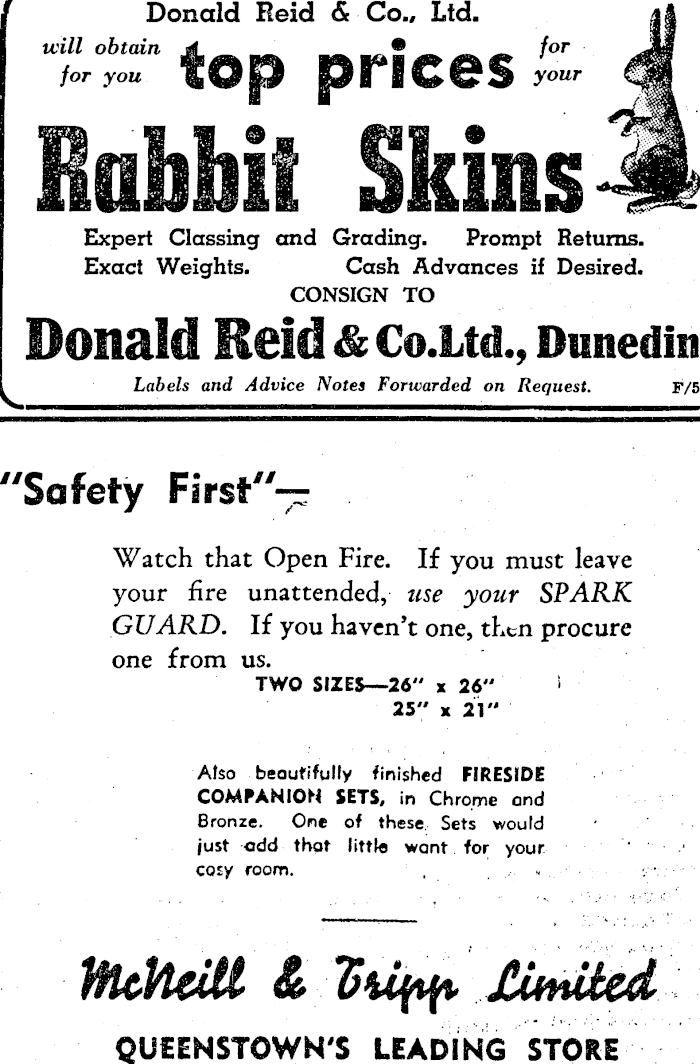 Donald Reid & Co., Ltd.
will obtain for
for you top prices your
Rabbit Skins
Expert Classing and Grading. Prompt Returns.
Exact Weights. Cash Advances if Desired.
CONSIGN TO
Donald Reid & Co.Ltd., Dunedin
Labels and Advice Notes Forwarded on Request. F/5
"Safety First"—
Watch that Open Fire. If you must leave
your fire unattended, use your SPARK
GUARD. If you haven't one, then procure
one from us.
TWO SIZES—26" x 26"
25" x 21"
Also beautifully finished FIRESIDE
COMPANION SETS, in Chrome and
Bronze. One of these Sets would
just add that little want for your
cosy room.
McNeill & Tripp Limited
QUEENSTOWN'S LEADING STORE